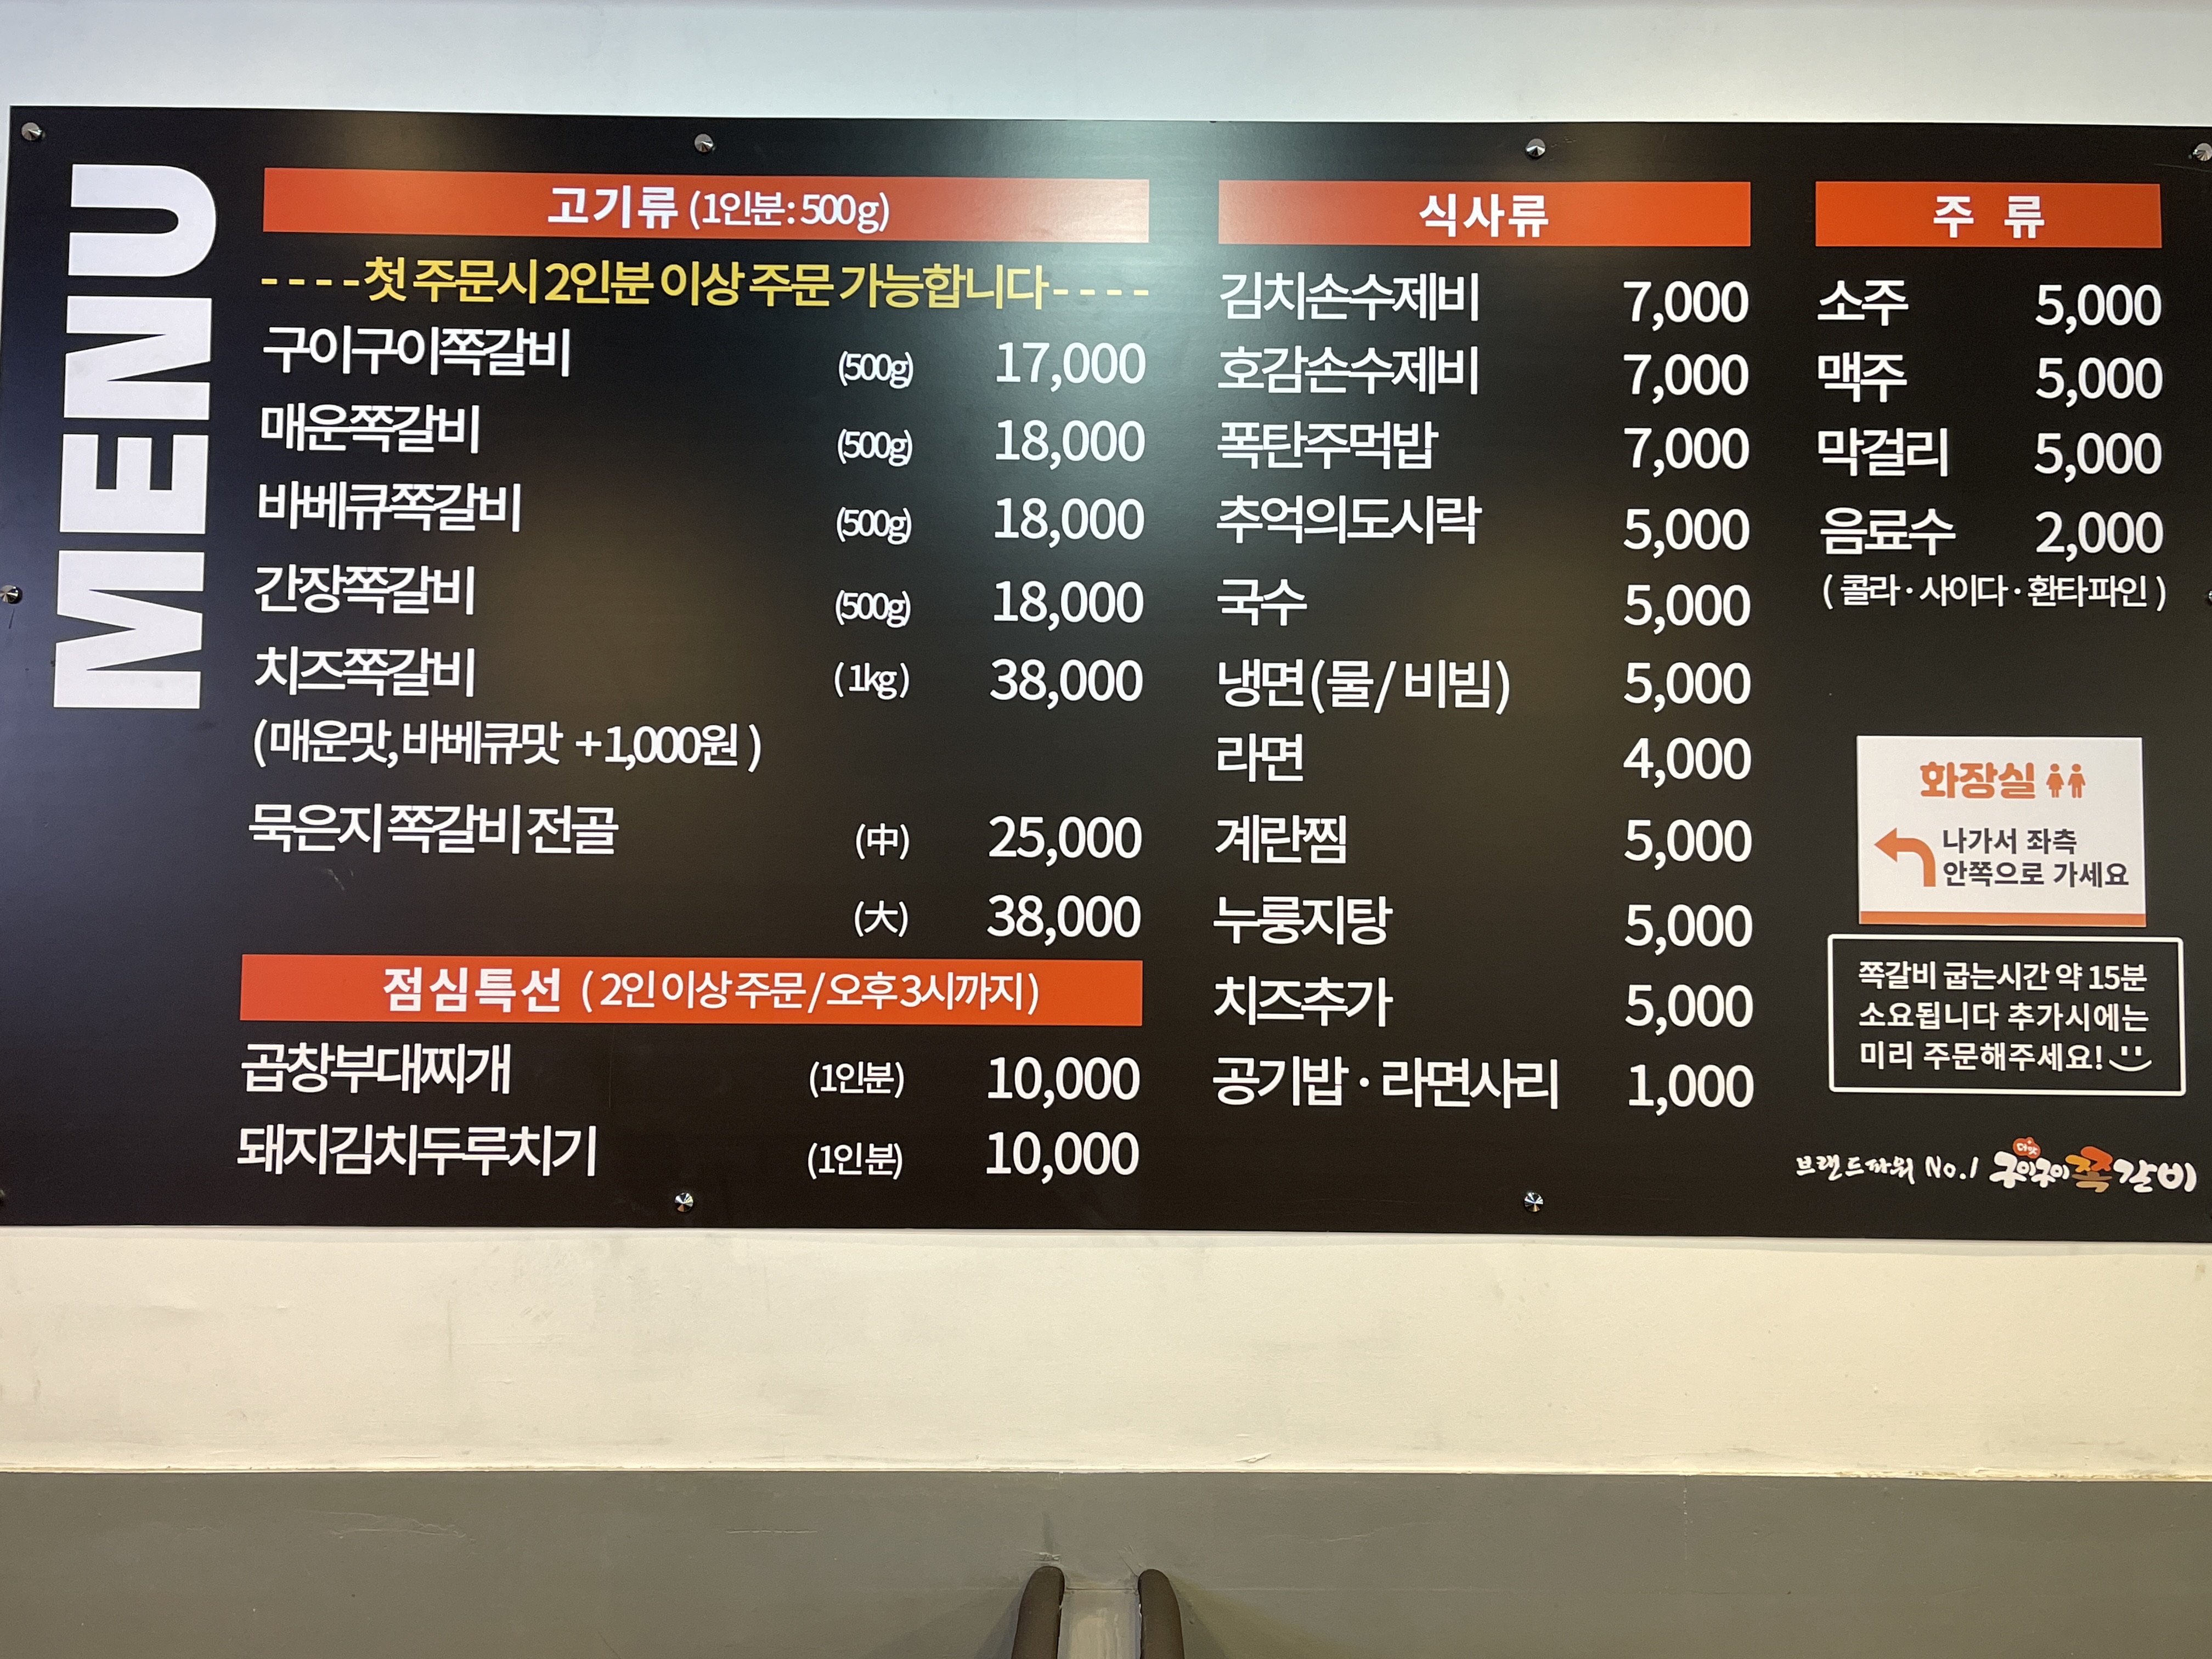 MENU
고기류 (1인분: 500g)
----첫 주문시 2인분 이상 주문 가능합니다----
구이구이쪽갈비 (500g) 17,000
매운쪽갈비 (500g) 18,000
바베큐쪽갈비 (500g) 18,000
간장쪽갈비 (500g) 18,000
치즈쪽갈비 (1kg) 38,000
(매운맛,바베큐맛 +1,000원)
묵은지 쪽갈비 전골 (中) 25,000
(大) 38,000
점심특선 (2인 이상 주문 / 오후 3시까지)
곱창부대찌개 (1인분) 10,000
돼지김치두루치기 (1인분) 10,000
식사류
김치손수제비 7,000
호감손수제비 7,000
폭탄주먹밥 7,000
추억의도시락 5,000
국수 5,000
냉면(물/비빔) 5,000
라면 4,000
계란찜 5,000
누룽지탕 5,000
치즈추가 5,000
공기밥·라면사리 1,000
주 류
소주 5,000
맥주 5,000
막걸리 5,000
음료수 2,000
(콜라·사이다·환타파인)
화장실
나가서 좌측
안쪽으로 가세요
쪽갈비 굽는시간 약 15분
소요됩니다 추가시에는
미리 주문해주세요!
브랜드파워 No.1 더맛 구이구이쪽갈비